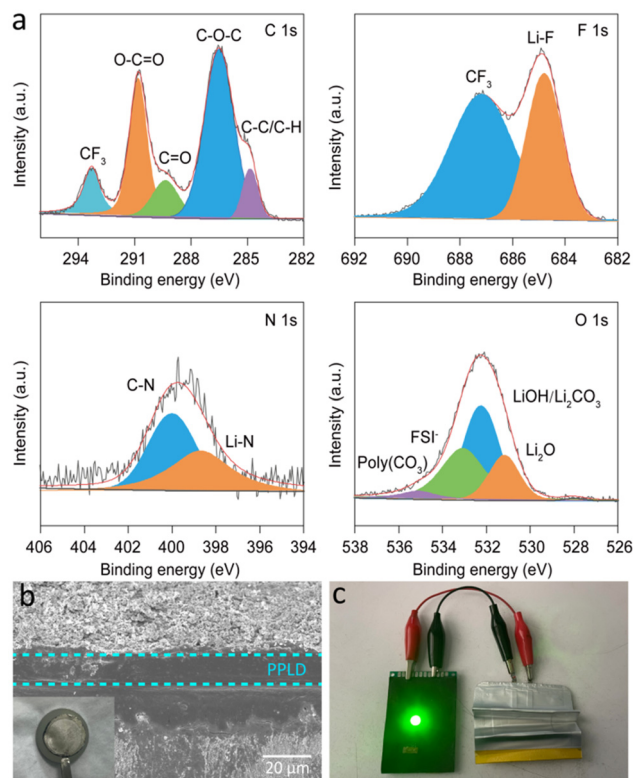 a
C 1s
C-O-C
O-C=O
C-C/C-H
CF₃
C=O
Intensity (a.u.)
294 291 288 285 282
Binding energy (eV)
F 1s
Li-F
CF₃
Intensity (a.u.)
692 690 688 686 684 682
Binding energy (eV)
N 1s
C-N
Li-N
Intensity (a.u.)
406 404 402 400 398 396 394
Binding energy (eV)
O 1s
LiOH/Li₂CO₃
FSI⁻
Li₂O
Poly(CO₃)
Intensity (a.u.)
538 536 534 532 530 528 526
Binding energy (eV)
b
PPLD
20 µm
c